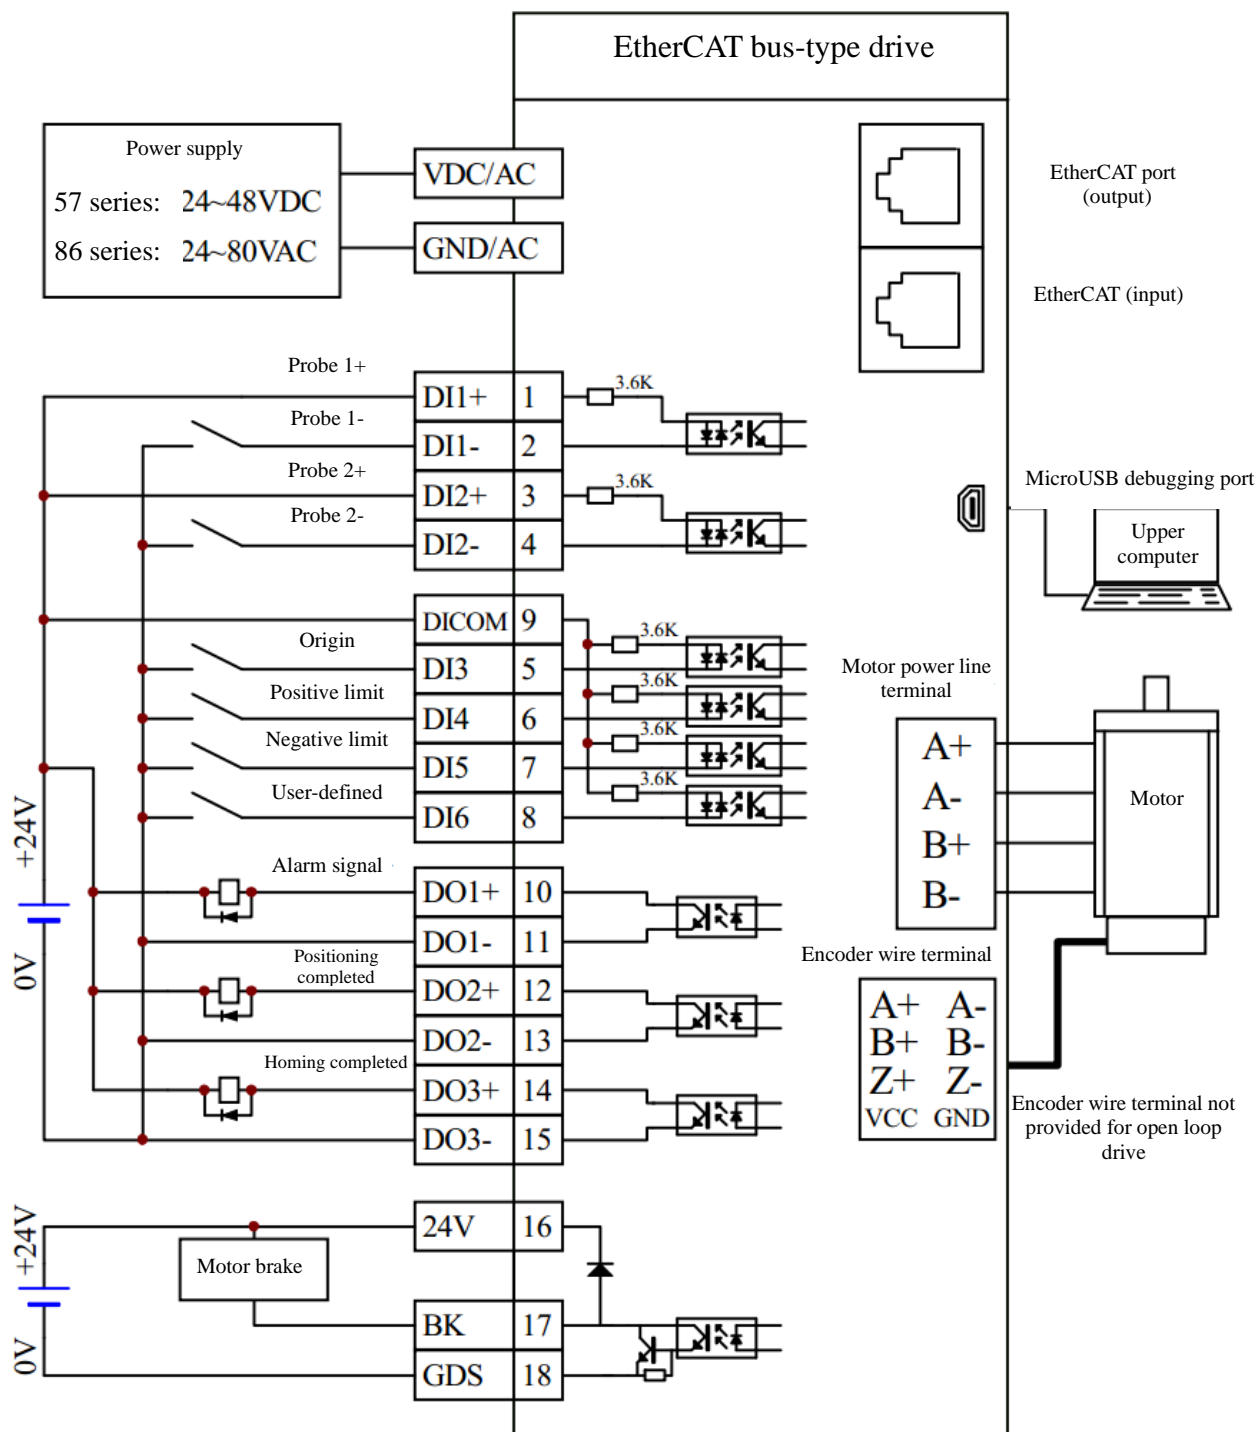 EtherCAT bus-type drive
Power supply
57 series: 24~48VDC
86 series: 24~80VAC
VDC/AC
GND/AC
EtherCAT port
(output)
EtherCAT (input)
Probe 1+
DI1+ 1
3.6K
Probe 1-
DI1- 2
Probe 2+
DI2+ 3
3.6K
Probe 2-
DI2- 4
MicroUSB debugging port
Upper
computer
DICOM 9
3.6K
Origin
DI3 5
3.6K
Positive limit
DI4 6
3.6K
Negative limit
DI5 7
3.6K
User-defined
DI6 8
Motor power line
terminal
A+
A-
B+
B-
Motor
+24V
0V
Alarm signal
DO1+ 10
DO1- 11
Positioning
completed
DO2+ 12
DO2- 13
Homing completed
DO3+ 14
DO3- 15
Encoder wire terminal
A+ A-
B+ B-
Z+ Z-
VCC GND
Encoder wire terminal not
provided for open loop
drive
+24V
0V
24V 16
Motor brake
BK 17
GDS 18